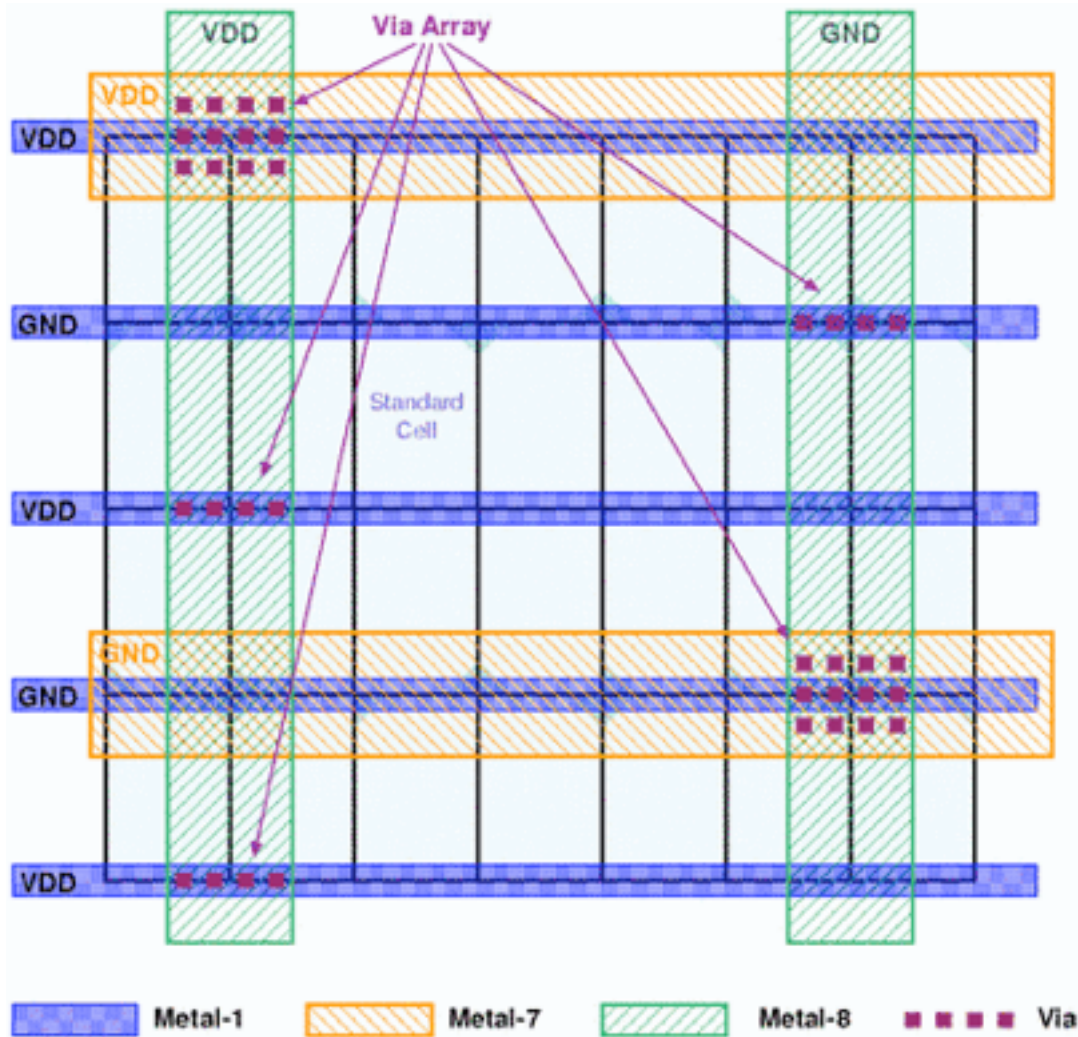 VDD
Via Array
GND
VDD
VDD
GND
Standard
Cell
VDD
GND
GND
VDD
Metal-1
Metal-7
Metal-8
Via